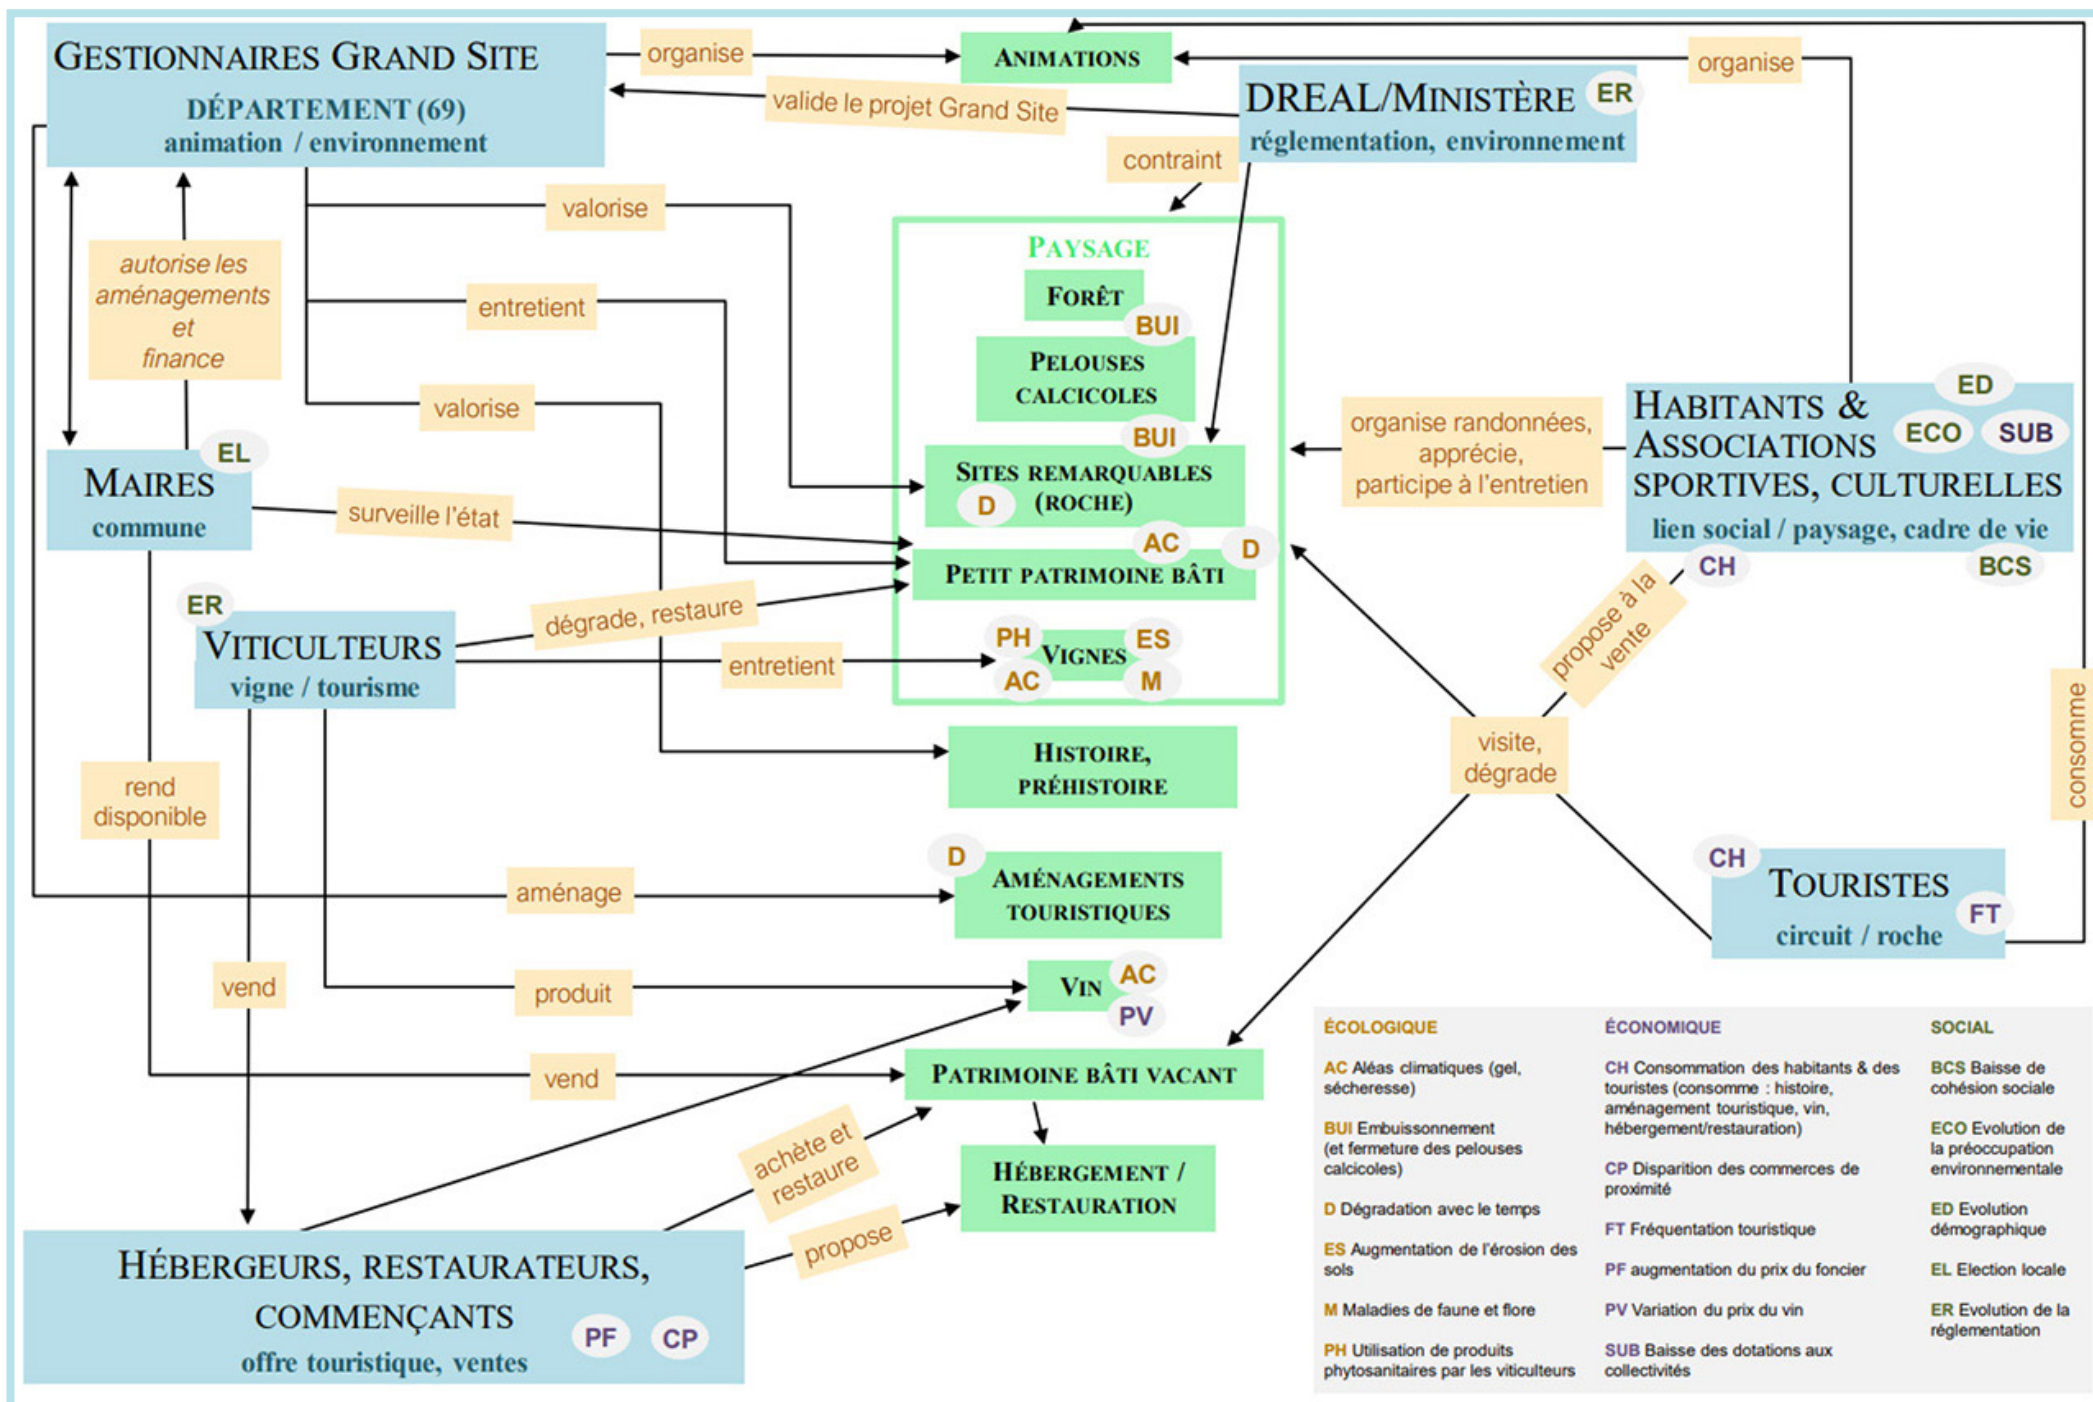 GESTIONNAIRES GRAND SITE
DÉPARTEMENT (69)
animation / environnement
organise
ANIMATIONS
organise
valide le projet Grand Site
DREAL/MINISTÈRE
ER
réglementation, environnement
contraint
valorise
autorise les
aménagements
et
finance
entretient
valorise
PAYSAGE
FORÊT
BUI
PELOUSES
CALCICOLES
BUI
SITES REMARQUABLES
(ROCHE)
D
AC
D
PETIT PATRIMOINE BÂTI
PH
ES
VIGNES
AC
M
organise randonnées,
apprécie,
participe à l'entretien
ED
HABITANTS &
ECO
SUB
ASSOCIATIONS
SPORTIVES, CULTURELLES
lien social / paysage, cadre de vie
CH
BCS
EL
MAIRES
commune
surveille l'état
ER
VITICULTEURS
vigne / tourisme
dégrade, restaure
entretient
propose à la
vente
visite,
dégrade
consomme
HISTOIRE,
PRÉHISTOIRE
rend
disponible
D
AMÉNAGEMENTS
TOURISTIQUES
aménage
CH
TOURISTES
FT
circuit / roche
vend
produit
VIN
AC
PV
vend
PATRIMOINE BÂTI VACANT
achète et
restaure
HÉBERGEMENT /
RESTAURATION
propose
HÉBERGEURS, RESTAURATEURS,
COMMENÇANTS
PF
CP
offre touristique, ventes
ÉCOLOGIQUE
AC Aléas climatiques (gel,
sécheresse)
BUI Embuissonnement
(et fermeture des pelouses
calcicoles)
D Dégradation avec le temps
ES Augmentation de l'érosion des
sols
M Maladies de faune et flore
PH Utilisation de produits
phytosanitaires par les viticulteurs
ÉCONOMIQUE
CH Consommation des habitants & des
touristes (consomme : histoire,
aménagement touristique, vin,
hébergement/restauration)
CP Disparition des commerces de
proximité
FT Fréquentation touristique
PF augmentation du prix du foncier
PV Variation du prix du vin
SUB Baisse des dotations aux
collectivités
SOCIAL
BCS Baisse de
cohésion sociale
ECO Evolution de
la préoccupation
environnementale
ED Evolution
démographique
EL Election locale
ER Evolution de la
réglementation